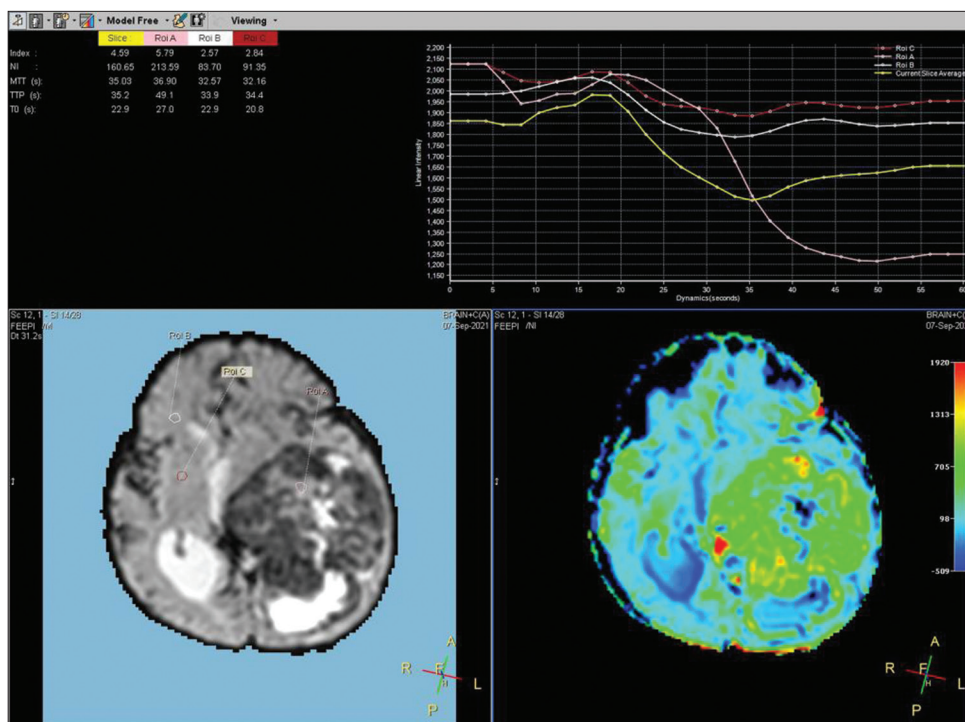 Model Free Viewing
Slice : Roi A Roi B Roi C
Index : 4.59 5.79 2.57 2.84
NI : 160.65 213.59 83.70 91.35
MTT (s): 35.03 36.90 32.57 32.16
TTP (s): 35.2 49.1 33.9 34.4
T0 (s): 22.9 27.0 22.9 20.8
Linear Intensity
2,200
2,150
2,100
2,050
2,000
1,950
1,900
1,850
1,800
1,750
1,700
1,650
1,600
1,550
1,500
1,450
1,400
1,350
1,300
1,250
1,200
1,150
0 5 10 15 20 25 30 35 40 45 50 55 60
Dynamics(seconds)
Roi C
Roi A
Roi B
Current Slice Average
Sc 12, 1 - SI 14/28
FEEPI /M
Dt 31.2s
BRAIN+C(A)
07-Sep-2021
Roi B
Roi C
Roi A
A
R F L
H
P
Sc 12, 1 - SI 14/28
FEEPI /NI
BRAIN+C(A)
07-Sep-2021
1920
1313
705
98
-509
A
R F L
H
P